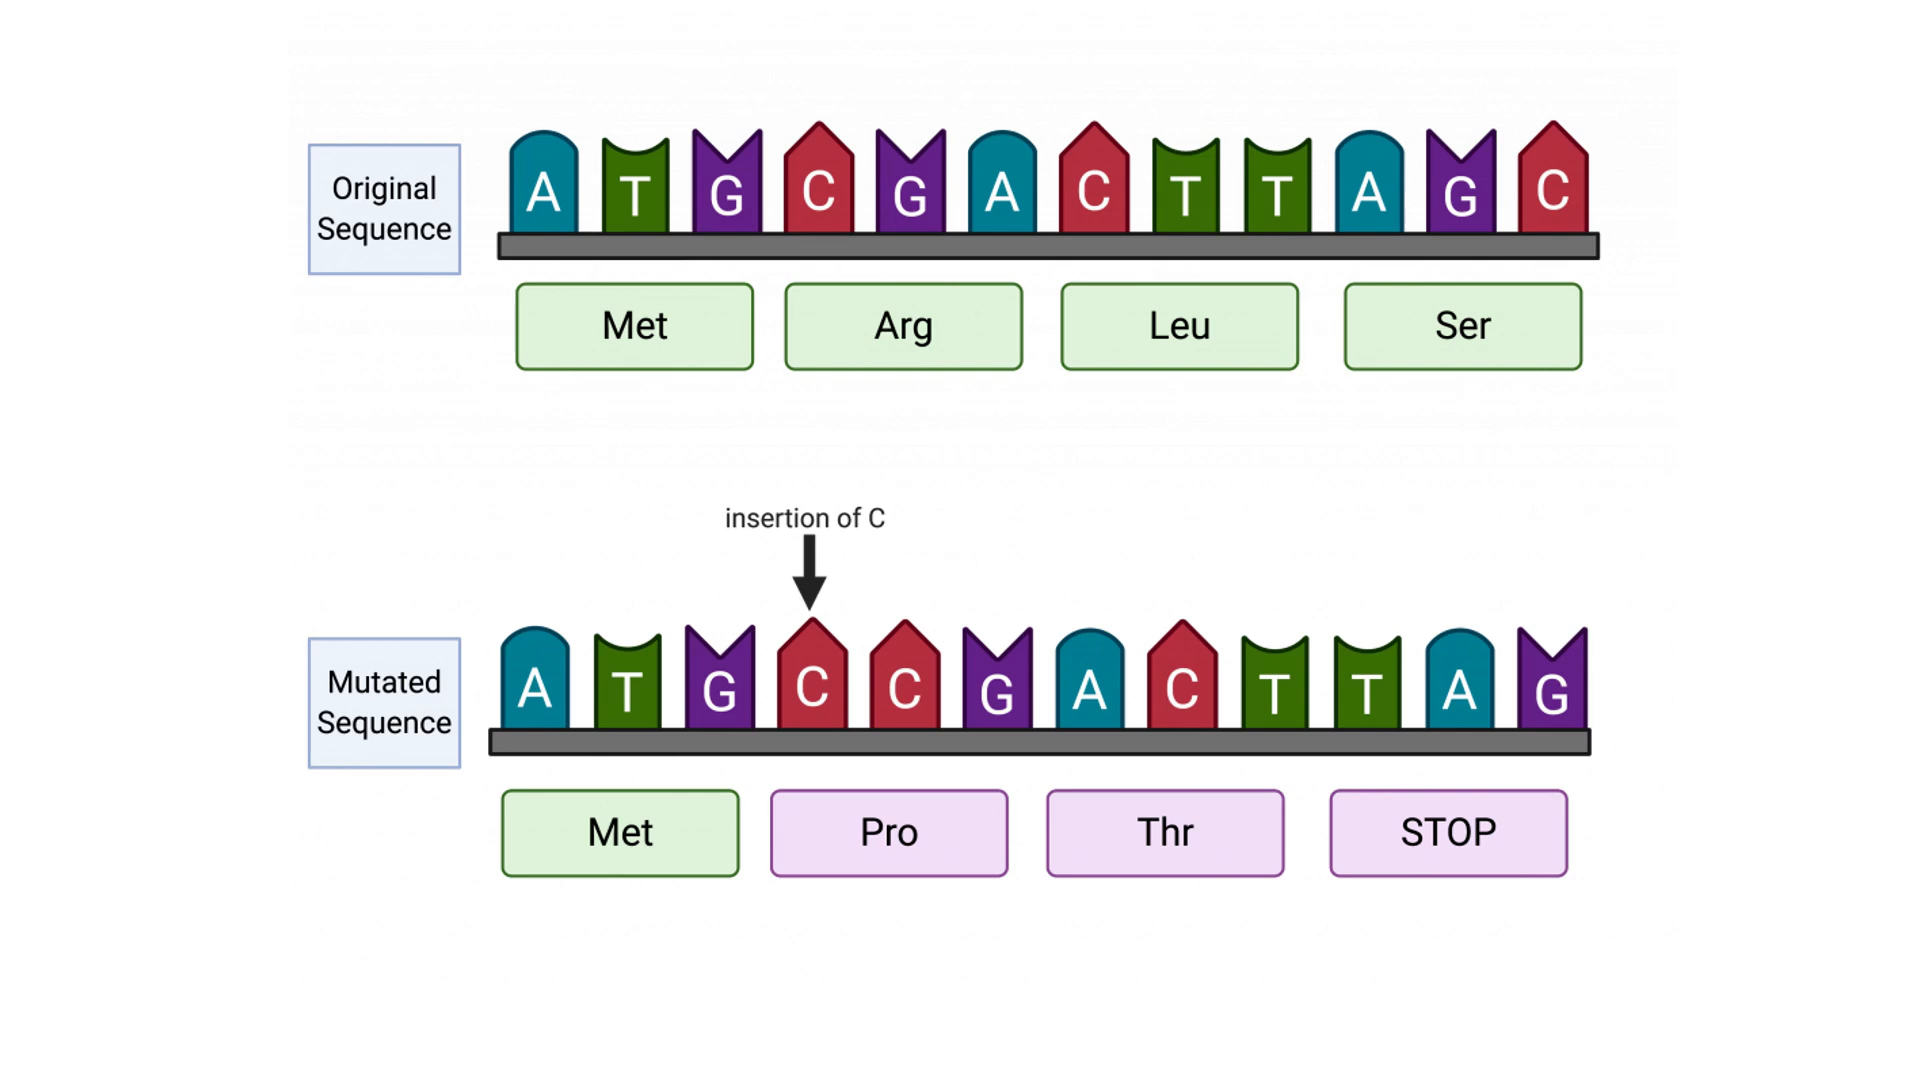 Original
Sequence
A T G C G A C T T A G C
Met Arg Leu Ser
insertion of C
Mutated
Sequence
A T G C C G A C T T A G
Met Pro Thr STOP